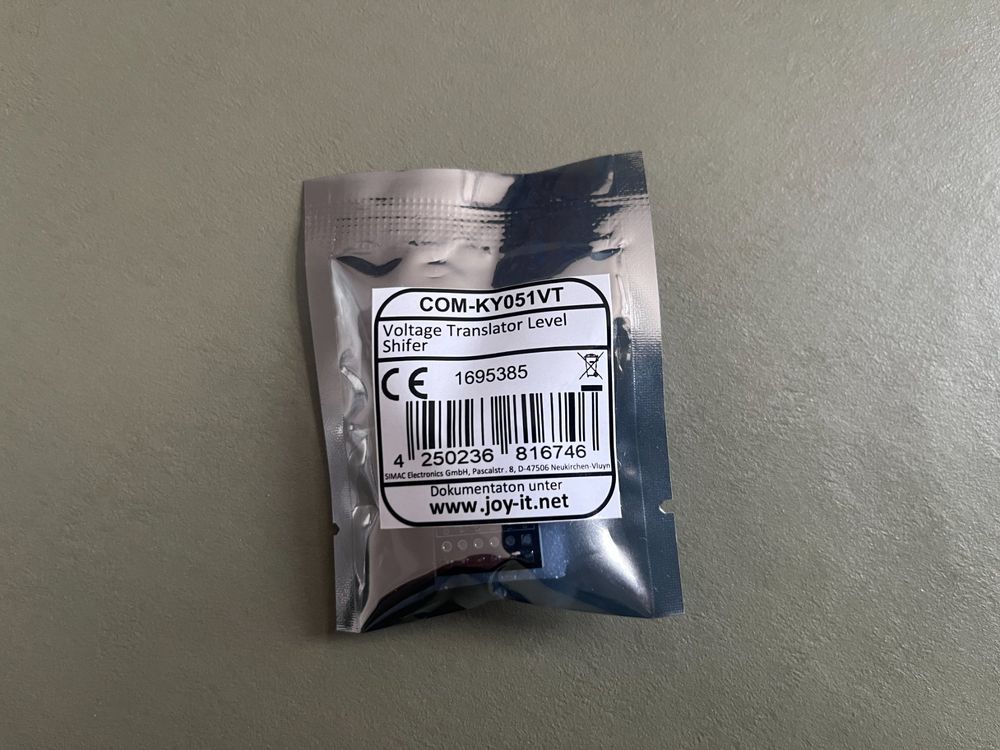 COM-KY051VT
Voltage Translator Level
Shifer
CE 1695385
4 250236 816746
SIMAC Electronics GmbH, Pascalstr. 8, D-47506 Neukirchen-Vluyn
Dokumentaton unter
www.joy-it.net